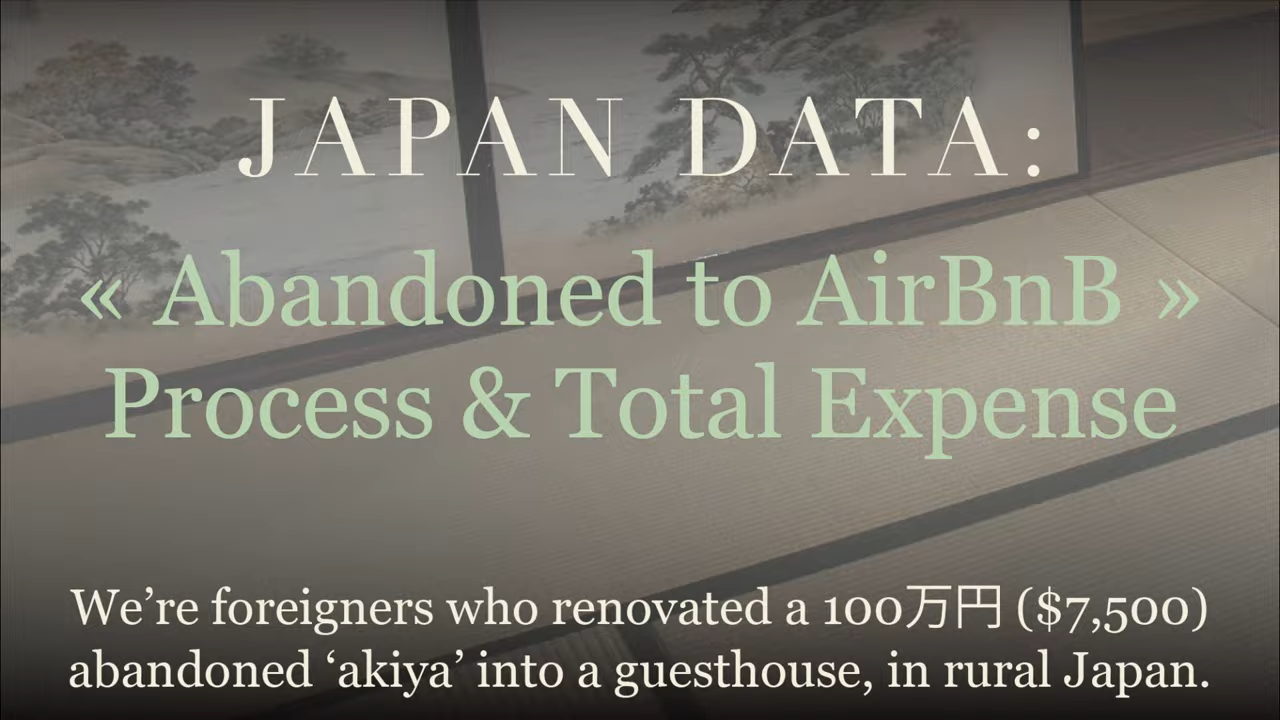 JAPAN DATA:
« Abandoned to AirBnB »
Process & Total Expense
We’re foreigners who renovated a 100万円 ($7,500)
abandoned ‘akiya’ into a guesthouse, in rural Japan.